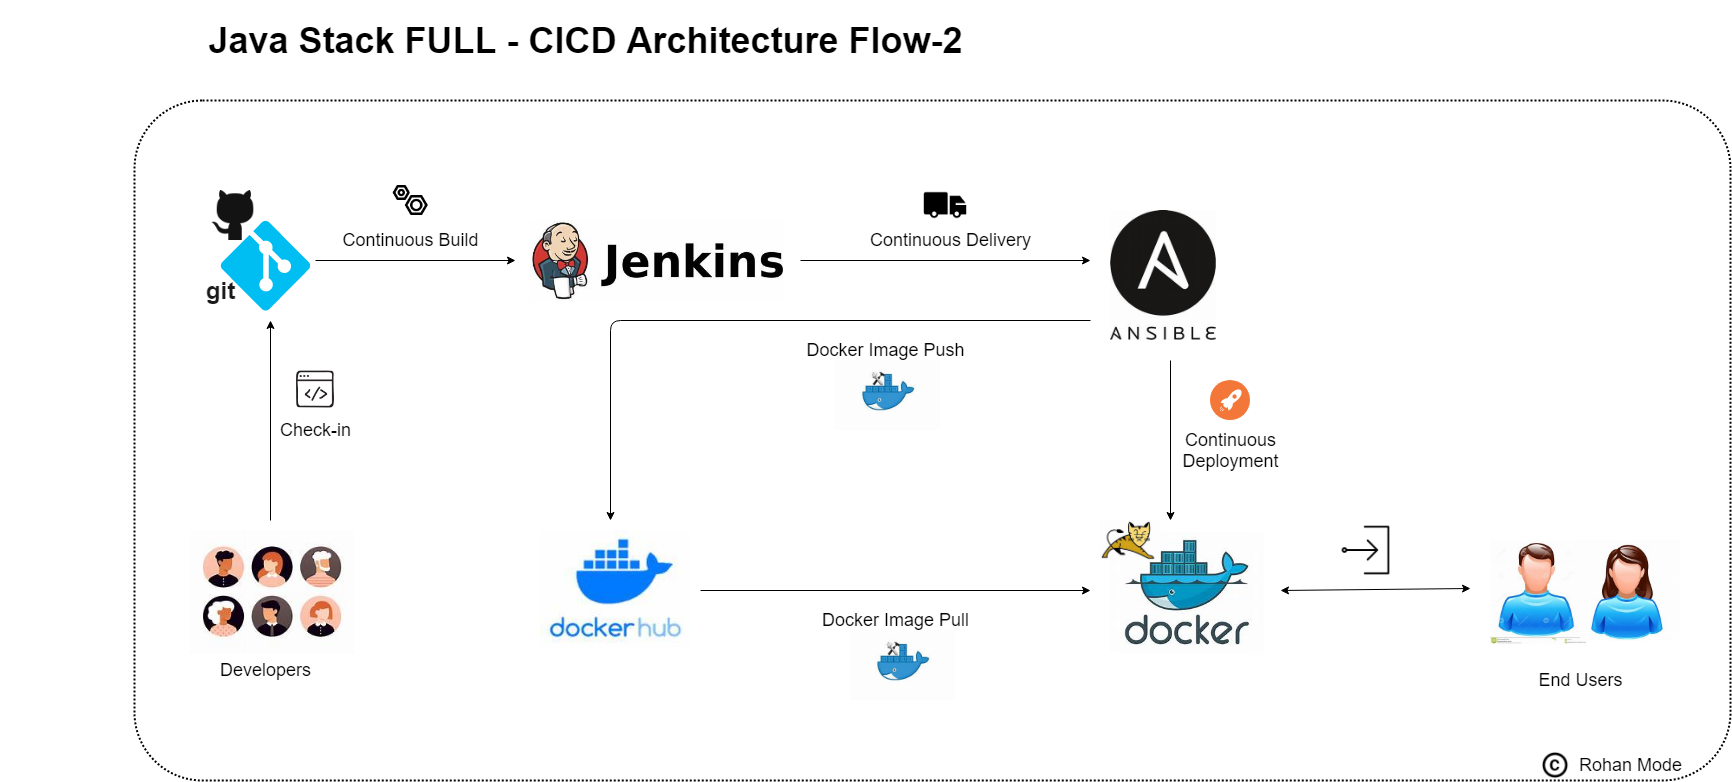 Java Stack FULL - CICD Architecture Flow-2
git
Continuous Build
Jenkins
Continuous Delivery
ANSIBLE
Docker Image Push
Check-in
Continuous
Deployment
Developers
docker hub
Docker Image Pull
docker
End Users
© Rohan Mode